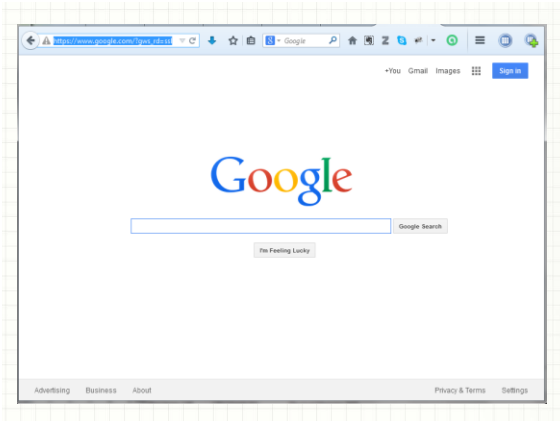 https://www.google.com/?gws_rd=ssl
Google
+You Gmail Images Sign in
Google
Google Search
I'm Feeling Lucky
Advertising Business About Privacy & Terms Settings